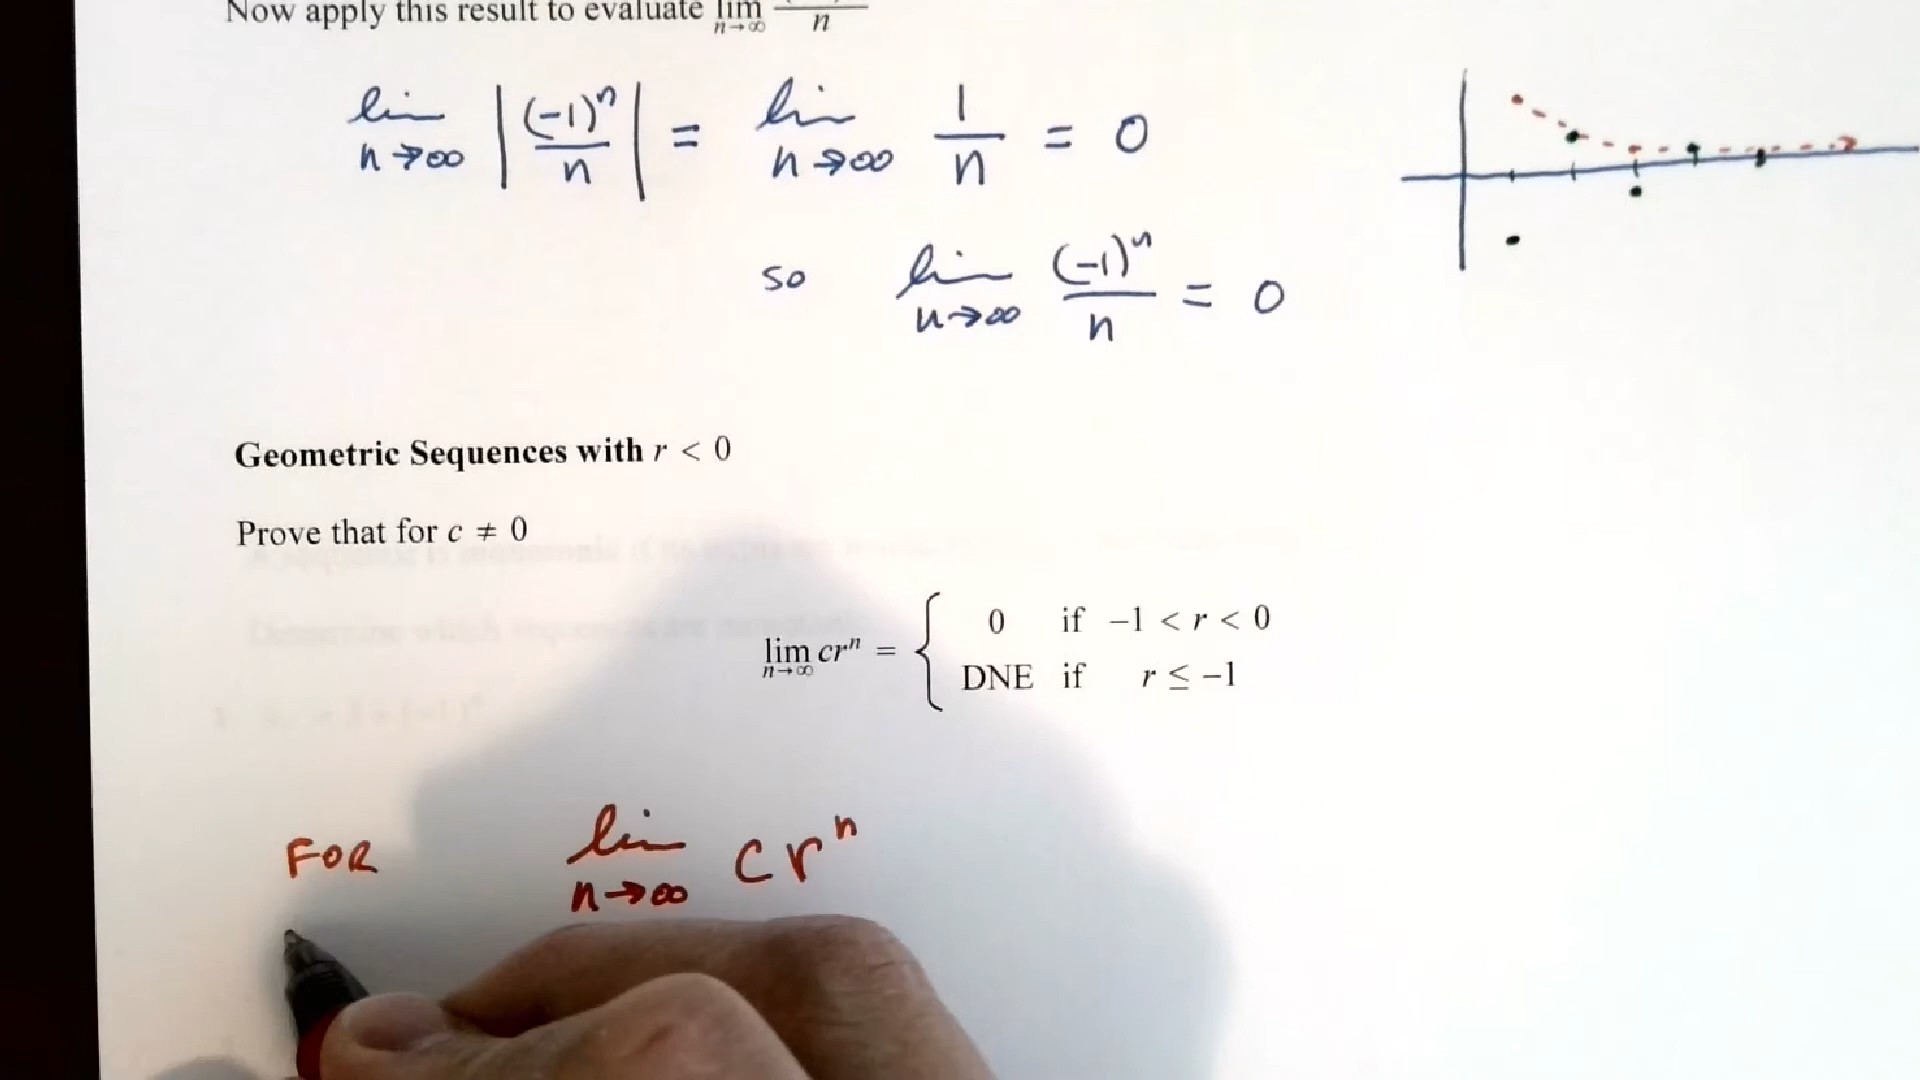 Now apply this result to evaluate lim n→∞ n
lim n→∞ |(-1)^n / n| = lim n→∞ 1/n = 0
so lim n→∞ (-1)^n / n = 0
Geometric Sequences with r < 0
Prove that for c ≠ 0
lim n→∞ cr^n = { 0 if −1 < r < 0
DNE if r ≤ −1
FOR lim n→∞ cr^n